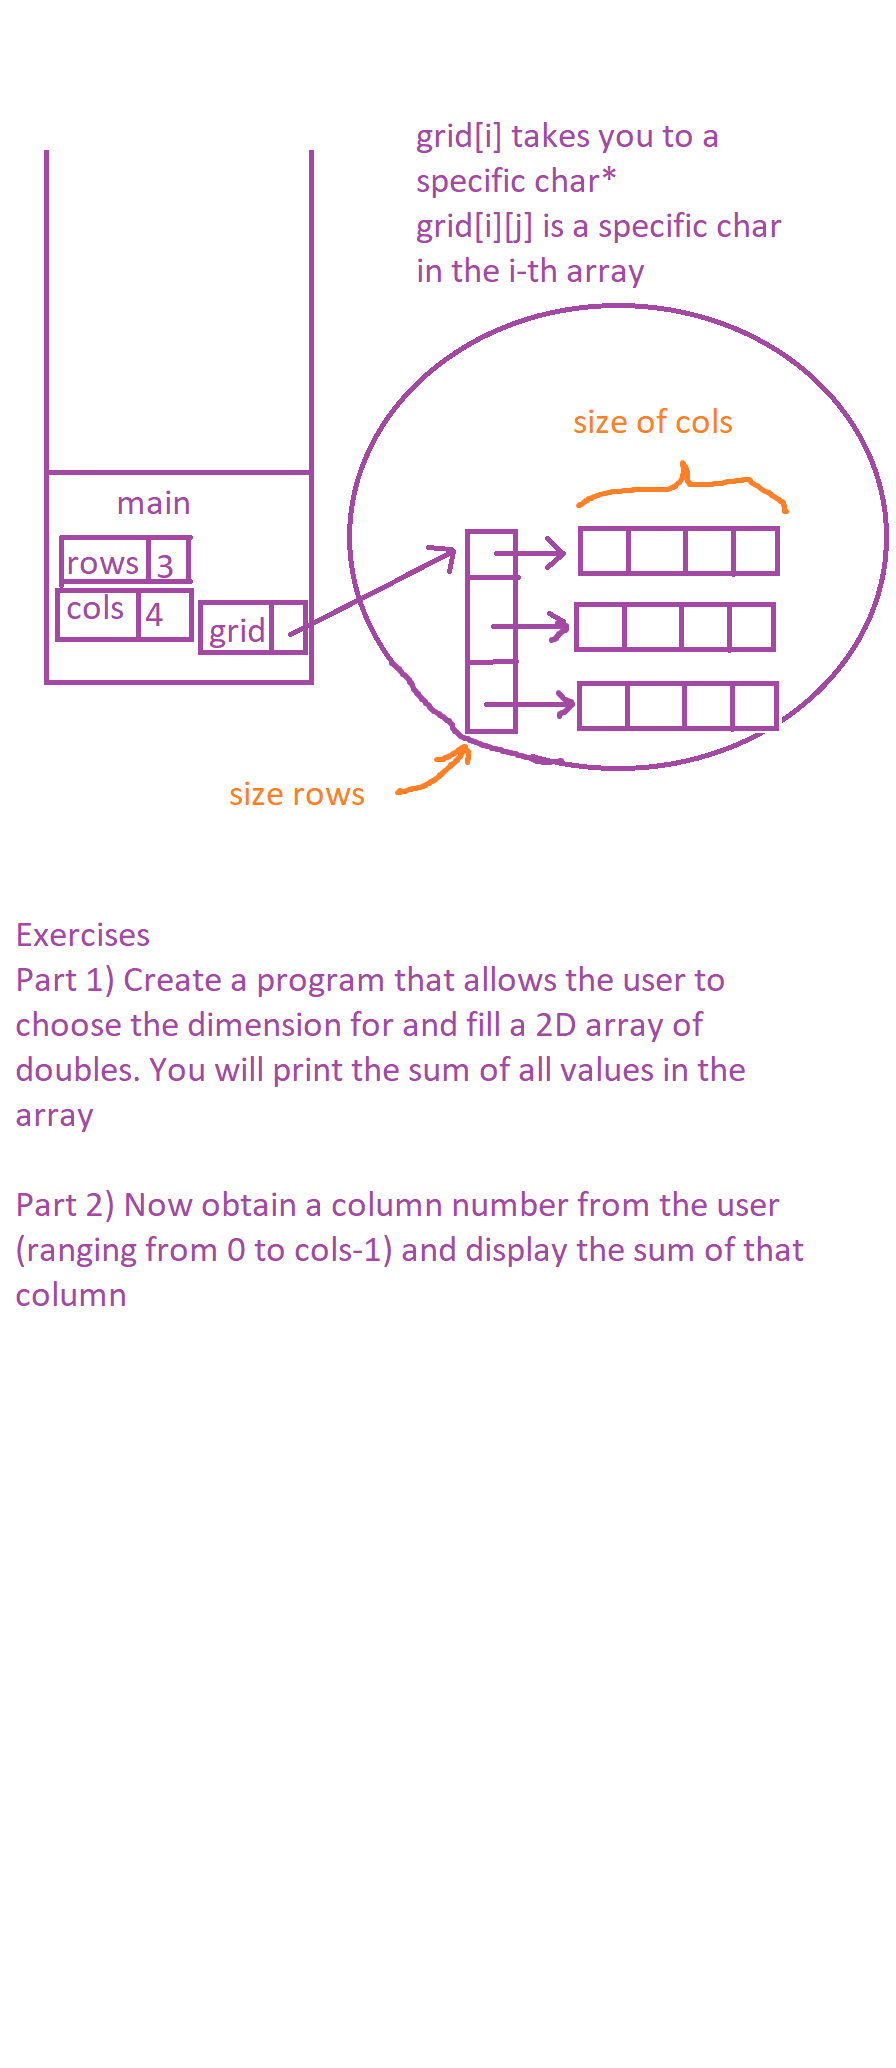 grid[i] takes you to a
specific char*
grid[i][j] is a specific char
in the i-th array
size of cols
main
rows 3
cols 4
grid
size rows
Exercises
Part 1) Create a program that allows the user to
choose the dimension for and fill a 2D array of
doubles. You will print the sum of all values in the
array
Part 2) Now obtain a column number from the user
(ranging from 0 to cols-1) and display the sum of that
column